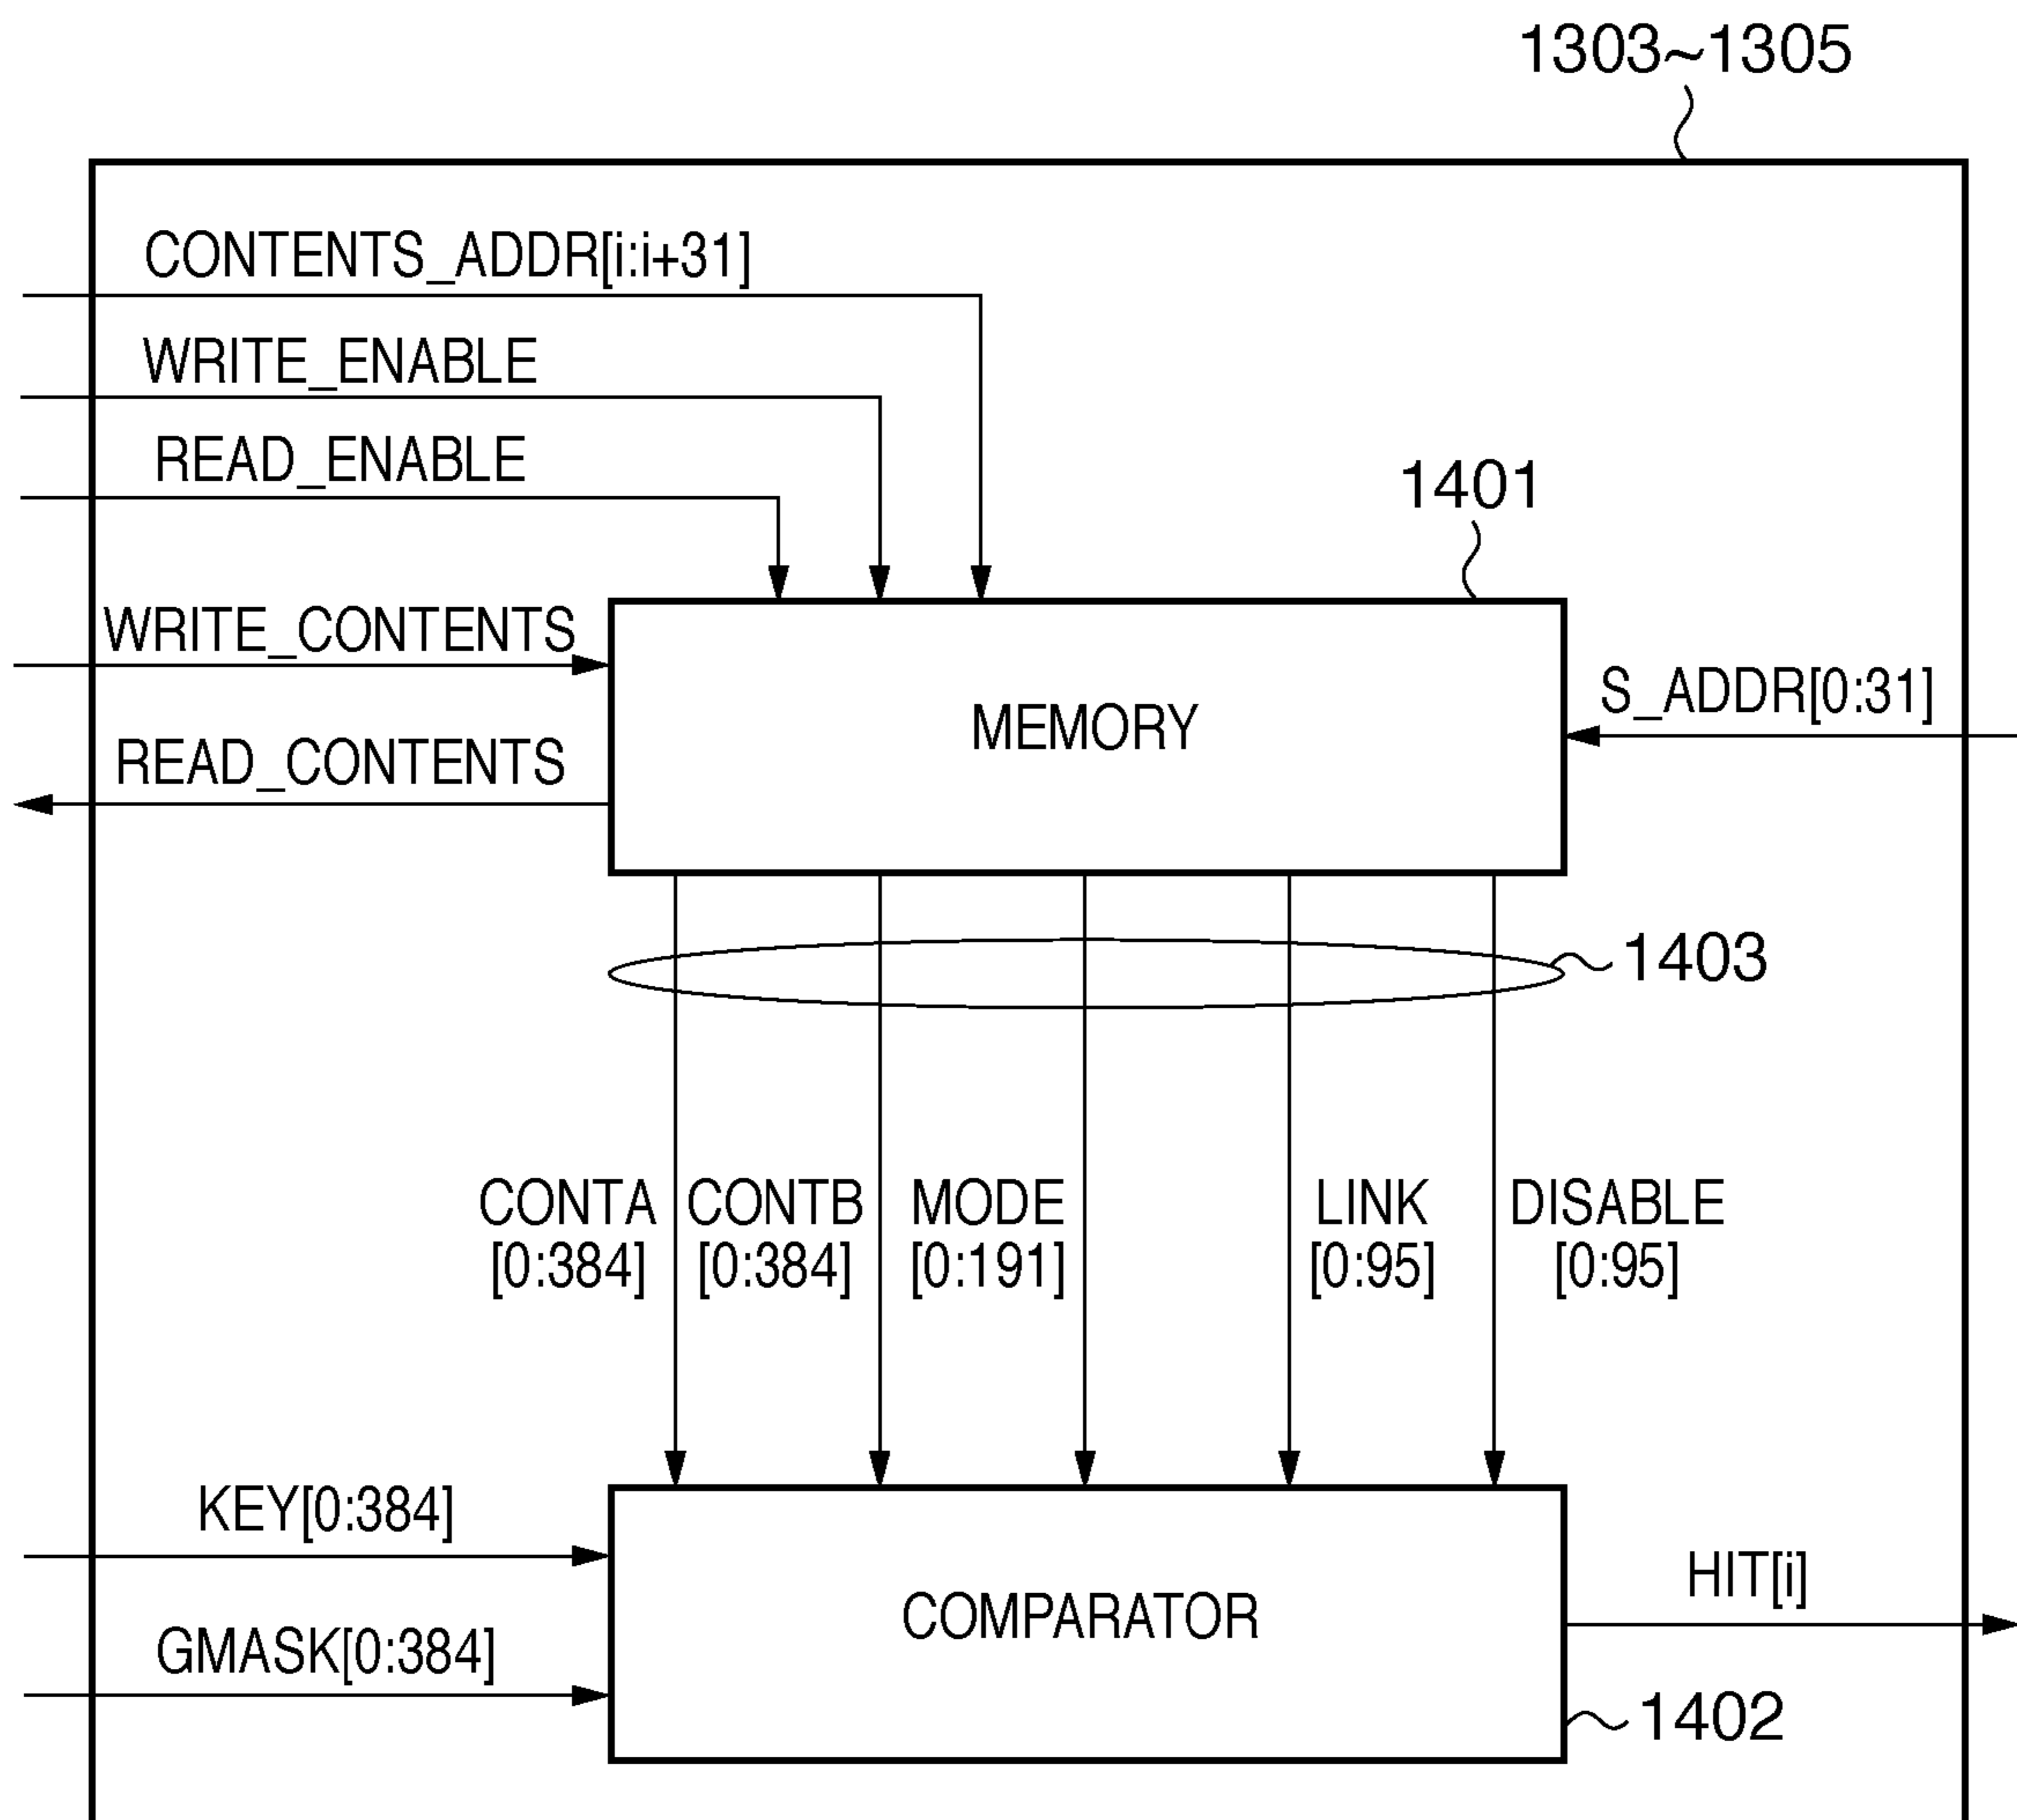 1303~1305
CONTENTS_ADDR[i:i+31]
WRITE_ENABLE
READ_ENABLE
1401
WRITE_CONTENTS
MEMORY
S_ADDR[0:31]
READ_CONTENTS
1403
CONTA CONTB MODE LINK DISABLE
[0:384] [0:384] [0:191] [0:95] [0:95]
KEY[0:384]
HIT[i]
COMPARATOR
GMASK[0:384]
1402